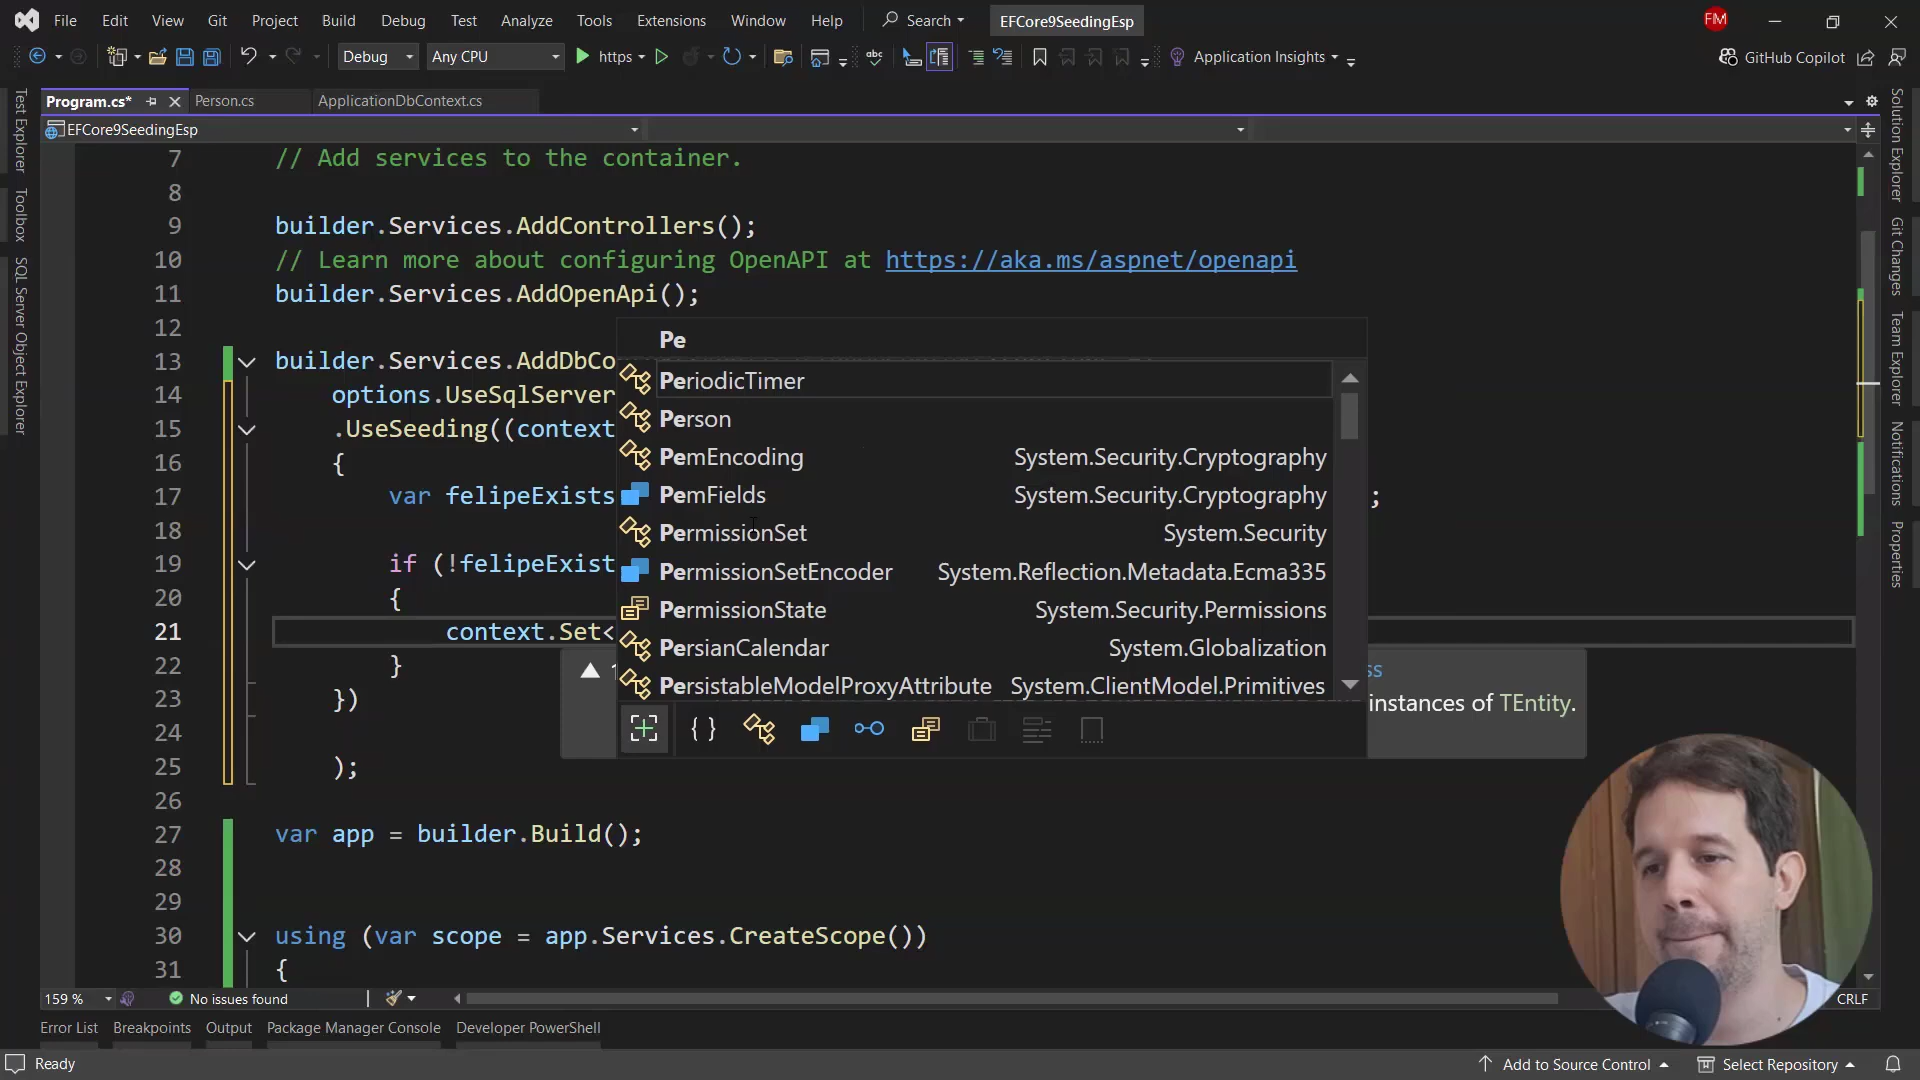 File Edit View Git Project Build Debug Test Analyze Tools Extensions Window Help Search EFCore9SeedingEsp FM
Debug Any CPU https Application Insights GitHub Copilot
Program.cs* Person.cs ApplicationDbContext.cs
EFCore9SeedingEsp
Test Explorer
Toolbox
SQL Server Object Explorer
7 // Add services to the container.
8
9 builder.Services.AddControllers();
10 // Learn more about configuring OpenAPI at https://aka.ms/aspnet/openapi
11 builder.Services.AddOpenApi();
12
13 builder.Services.AddDbCo
14 options.UseSqlServer
15 .UseSeeding((context
16 {
17 var felipeExists ;
18
19 if (!felipeExist
20 {
21 context.Set<
22 }
23 })
24
25 );
26
27 var app = builder.Build();
28
29
30 using (var scope = app.Services.CreateScope())
31 {
Pe
PeriodicTimer
Person
PemEncoding System.Security.Cryptography
PemFields System.Security.Cryptography
PermissionSet System.Security
PermissionSetEncoder System.Reflection.Metadata.Ecma335
PermissionState System.Security.Permissions
PersianCalendar System.Globalization
PersistableModelProxyAttribute System.ClientModel.Primitives
ss
instances of TEntity.
Solution Explorer
Git Changes
Team Explorer
Notifications
Properties
159 % No issues found CRLF
Error List Breakpoints Output Package Manager Console Developer PowerShell
Ready Add to Source Control Select Repository